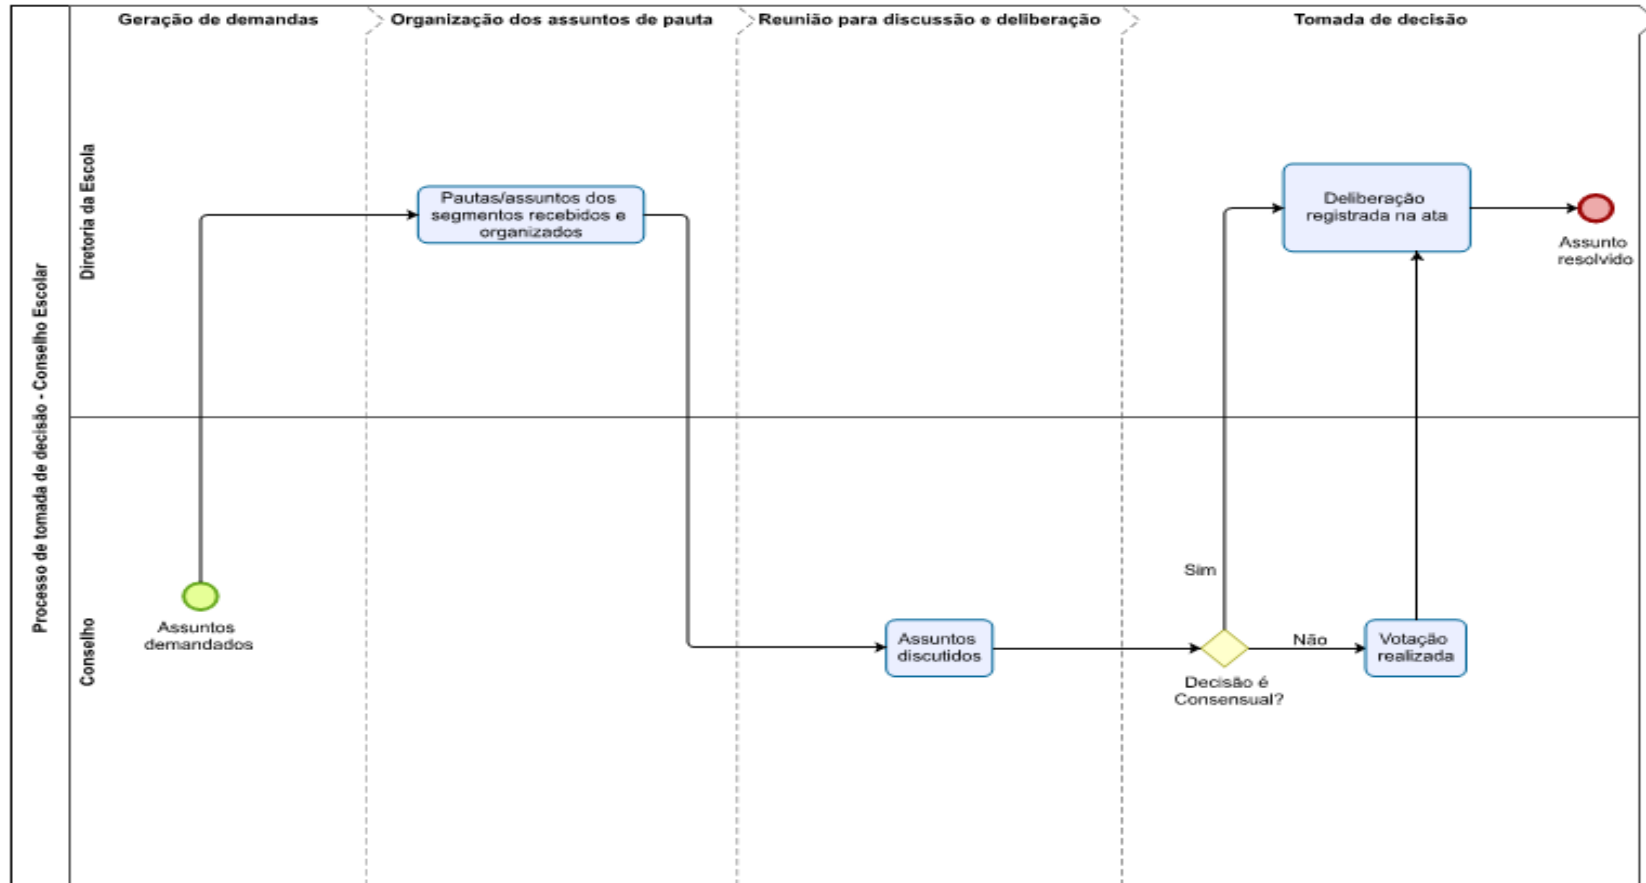 Geração de demandas
Organização dos assuntos de pauta
Reunião para discussão e deliberação
Tomada de decisão
Processo de tomada de decisão - Conselho Escolar
Diretoria da Escola
Pautas/assuntos dos
segmentos recebidos e
organizados
Deliberação
registrada na ata
Assunto
resolvido
Conselho
Assuntos
demandados
Assuntos
discutidos
Sim
Decisão é
Consensual?
Não
Votação
realizada